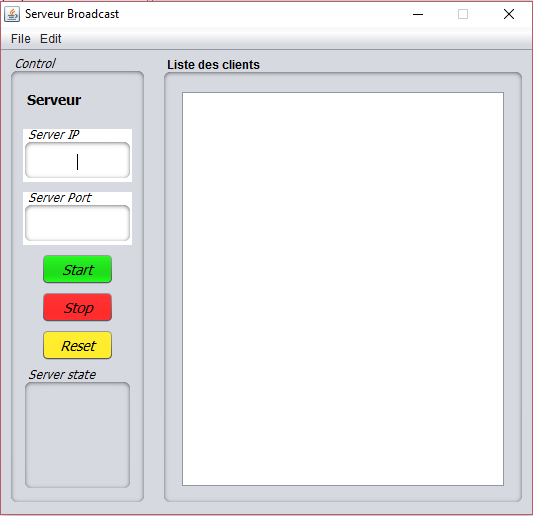 Serveur Broadcast
File Edit
Control
Serveur
Server IP
Server Port
Start
Stop
Reset
Server state
Liste des clients